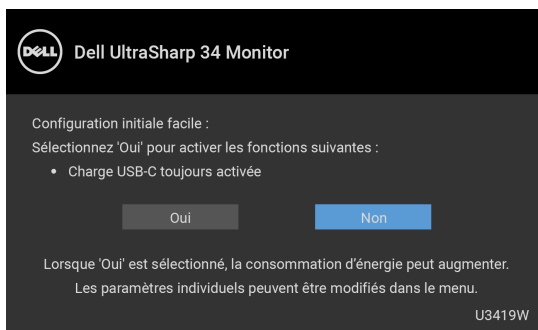 DELL
Dell UltraSharp 34 Monitor
Configuration initiale facile :
Sélectionnez 'Oui' pour activer les fonctions suivantes :
• Charge USB-C toujours activée
Oui Non
Lorsque 'Oui' est sélectionné, la consommation d’énergie peut augmenter.
Les paramètres individuels peuvent être modifiés dans le menu.
U3419W